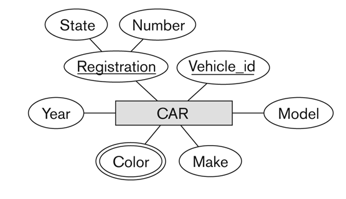 State Number
Registration Vehicle_id
Year CAR Model
Color Make